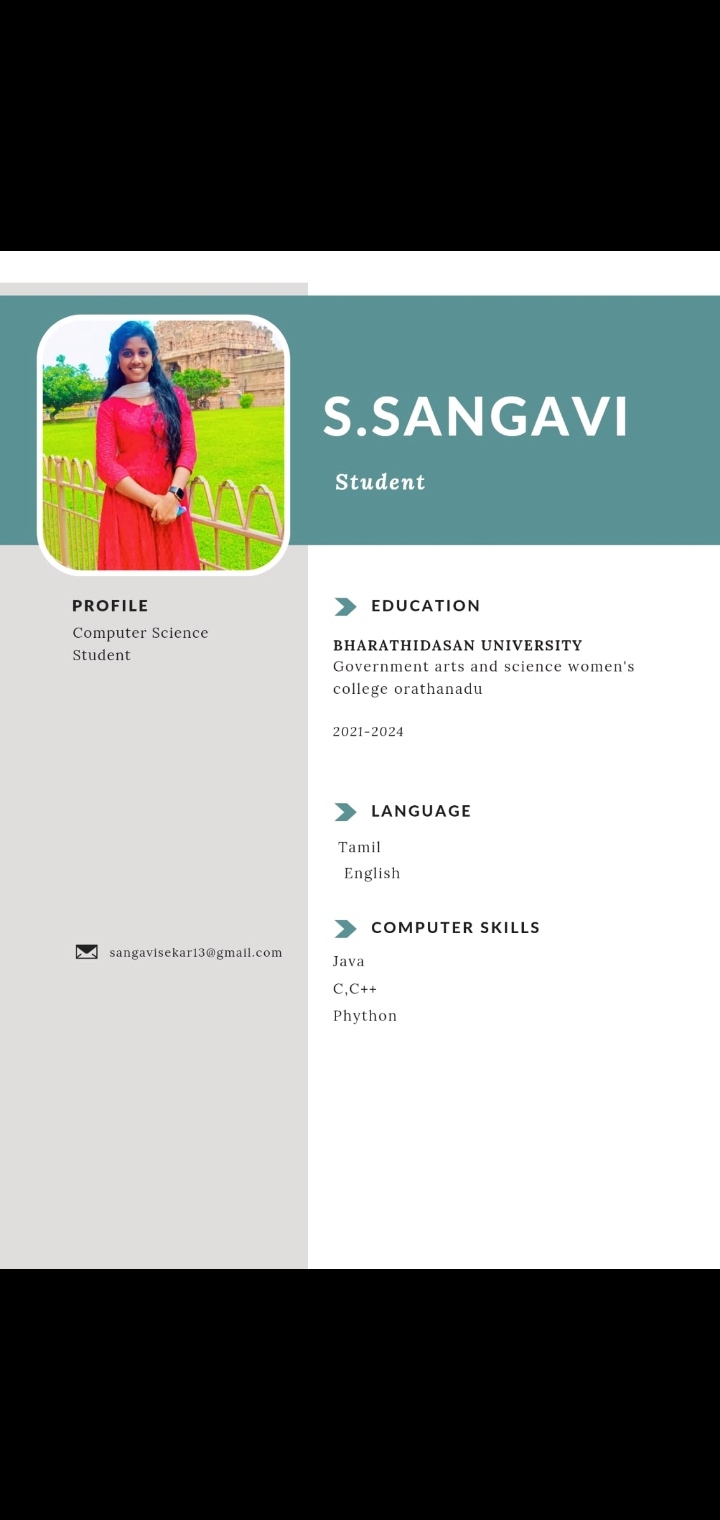 S.SANGAVI
Student
PROFILE
Computer Science
Student
sangavisekar13@gmail.com
EDUCATION
BHARATHIDASAN UNIVERSITY
Government arts and science women's
college orathanadu
2021-2024
LANGUAGE
Tamil
English
COMPUTER SKILLS
Java
C,C++
Phython